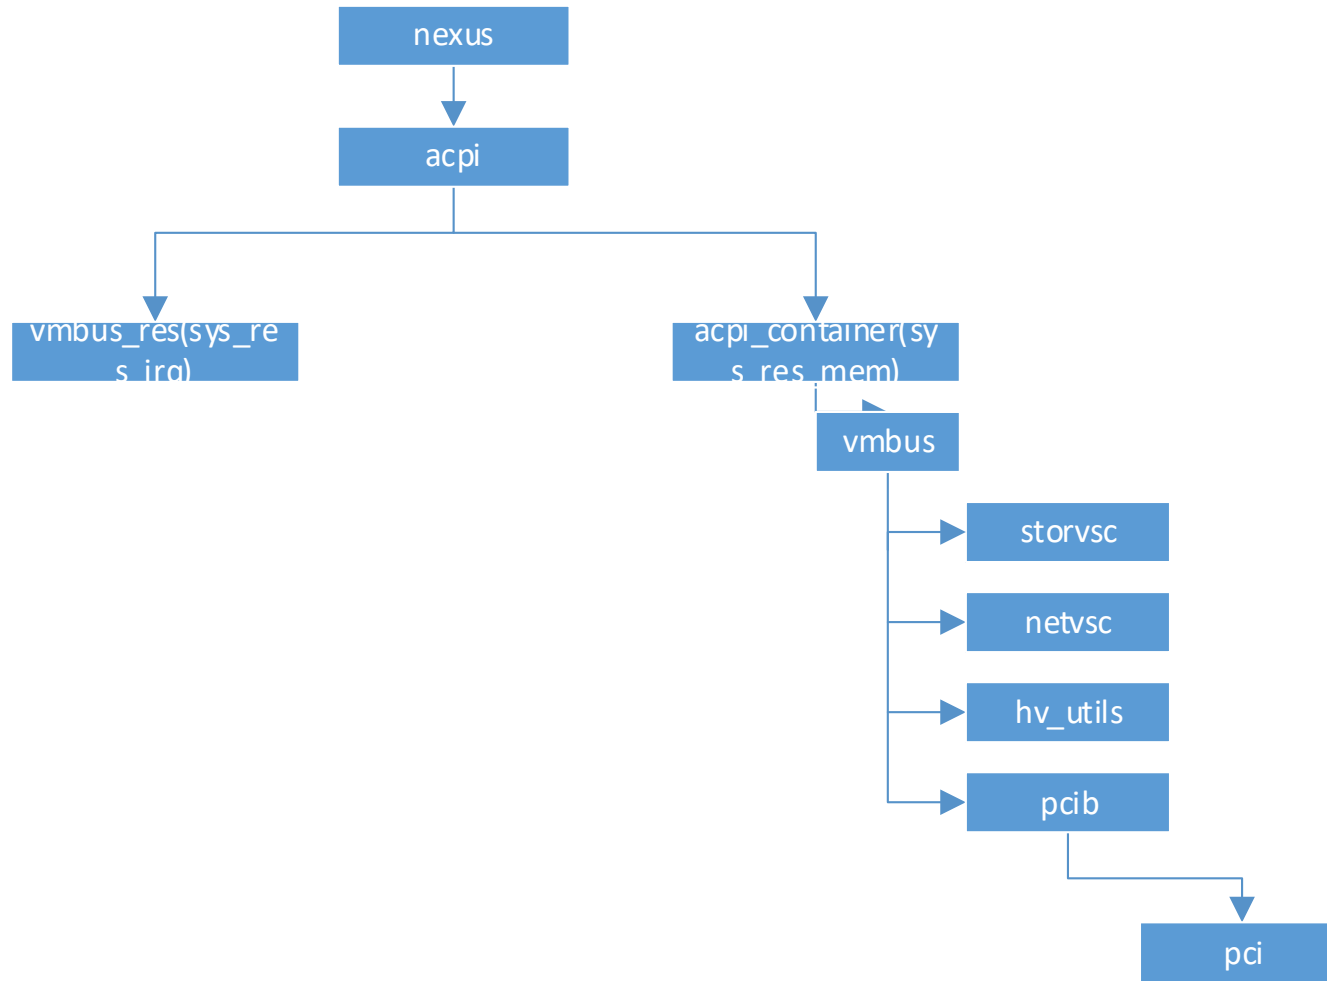 nexus
acpi
vmbus_res(sys_re
s_irq)
acpi_container(sy
s_res_mem)
vmbus
storvsc
netvsc
hv_utils
pcib
pci